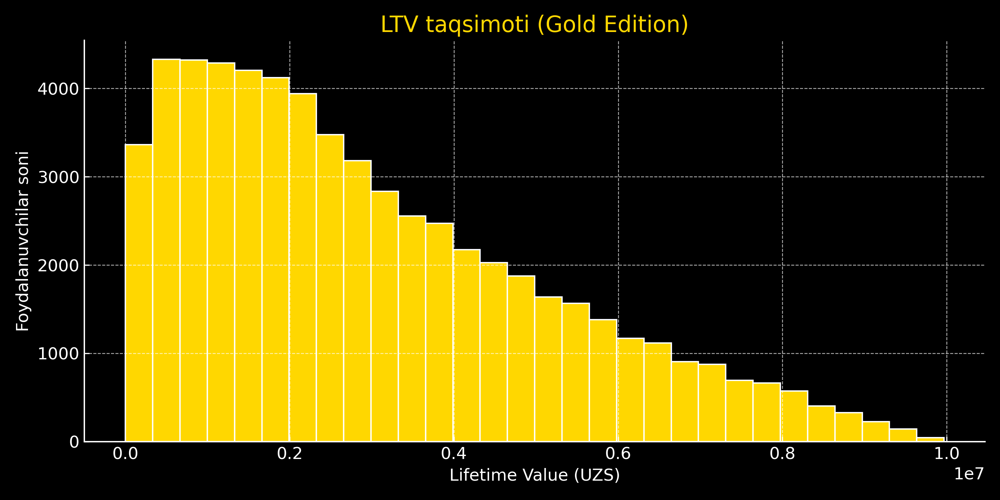 LTV taqsimoti (Gold Edition)
Foydalanuvchilar soni
4000
3000
2000
1000
0
0.0 0.2 0.4 0.6 0.8 1.0
1e7
Lifetime Value (UZS)